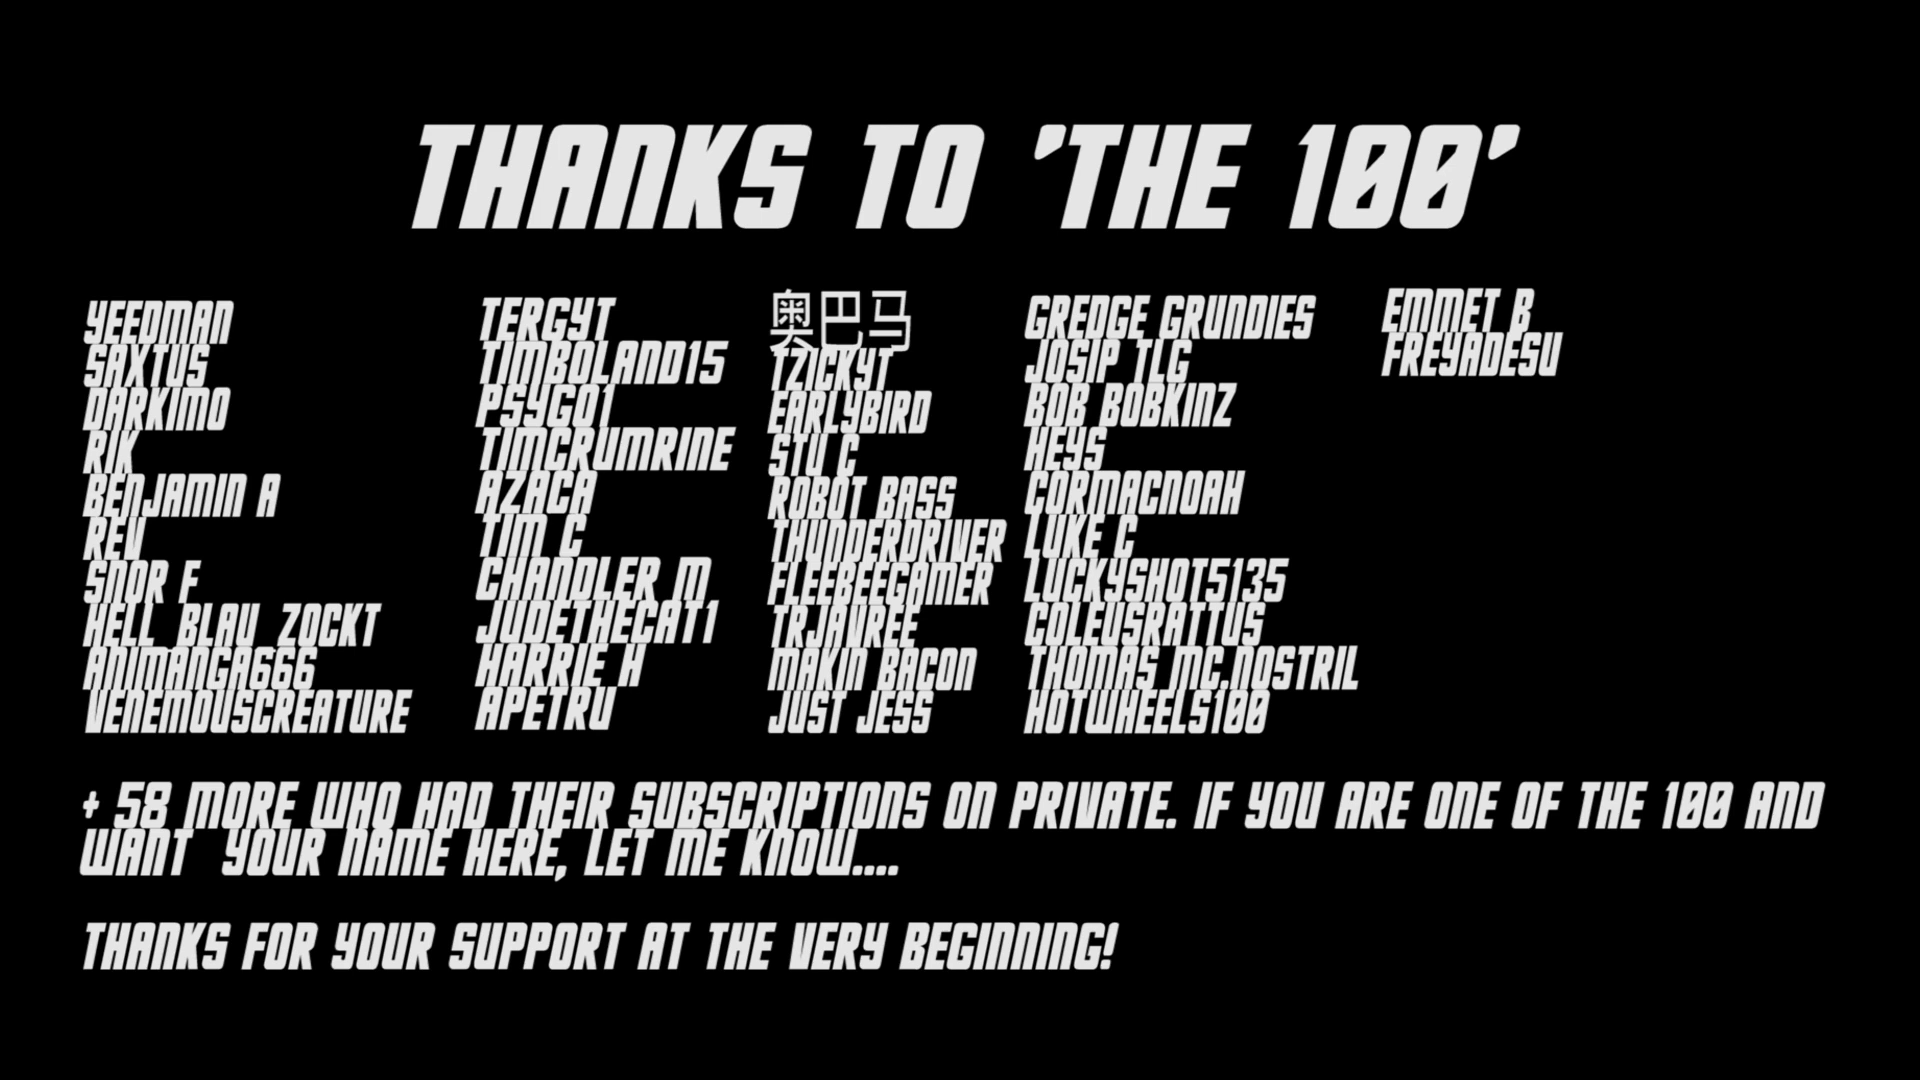 THANKS TO 'THE 100'
YEEDMAN
SAXTUS
DARKIMO
RIK
BENJAMIN A
REV
SNOR F
HELL_BLAU_ZOCKT
ANIMANGA666
VENEMOUSCREATURE
TERGYT
TIMBOLAND15
PSYGO1
TIMCRUMRINE
AZACA
TIM C
CHANDLER M
JUDETHECAT1
HARRIE H
APETRU
奥巴马
TZICKYT
EARLYBIRD
STU C
ROBOT BASS
THUNDERDRIVER
FLEEBEEGAMER
TRJAVREE
MAKIN BACON
JUST JESS
GREDGE GRUNDIES
JOSIP TLG
BOB BOBKINZ
HEYS
CORMACNOAH
LUKE C
LUCKYSHOT5135
COLEUSRATTUS
THOMAS MC.NOSTRIL
HOTWHEELS100
EMMET B
FREYADESU
+ 58 MORE WHO HAD THEIR SUBSCRIPTIONS ON PRIVATE. IF YOU ARE ONE OF THE 100 AND
WANT YOUR NAME HERE, LET ME KNOW....
THANKS FOR YOUR SUPPORT AT THE VERY BEGINNING!